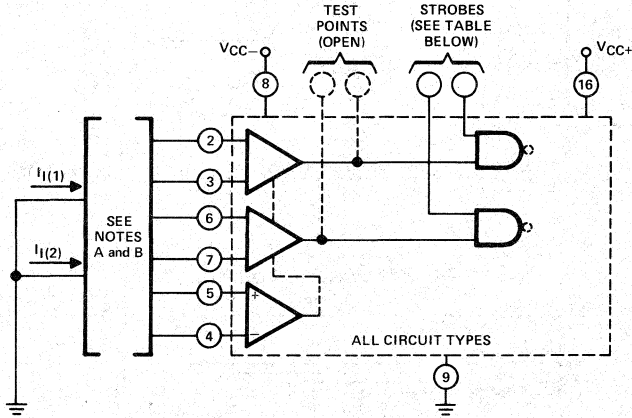 TEST
POINTS
(OPEN)
STROBES
(SEE TABLE
BELOW)
VCC–
VCC+
8
16
2
3
6
7
5
4
II(1)
II(2)
SEE
NOTES
A and B
+
–
ALL CIRCUIT TYPES
9